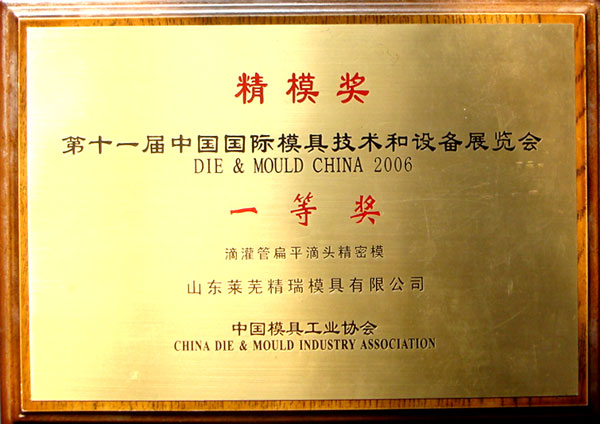 精模奖
第十一届中国国际模具技术和设备展览会
DIE & MOULD CHINA 2006
一等奖
滴灌管扁平滴头精密模
山东莱芜精瑞模具有限公司
中国模具工业协会
CHINA DIE & MOULD INDUSTRY ASSOCIATION